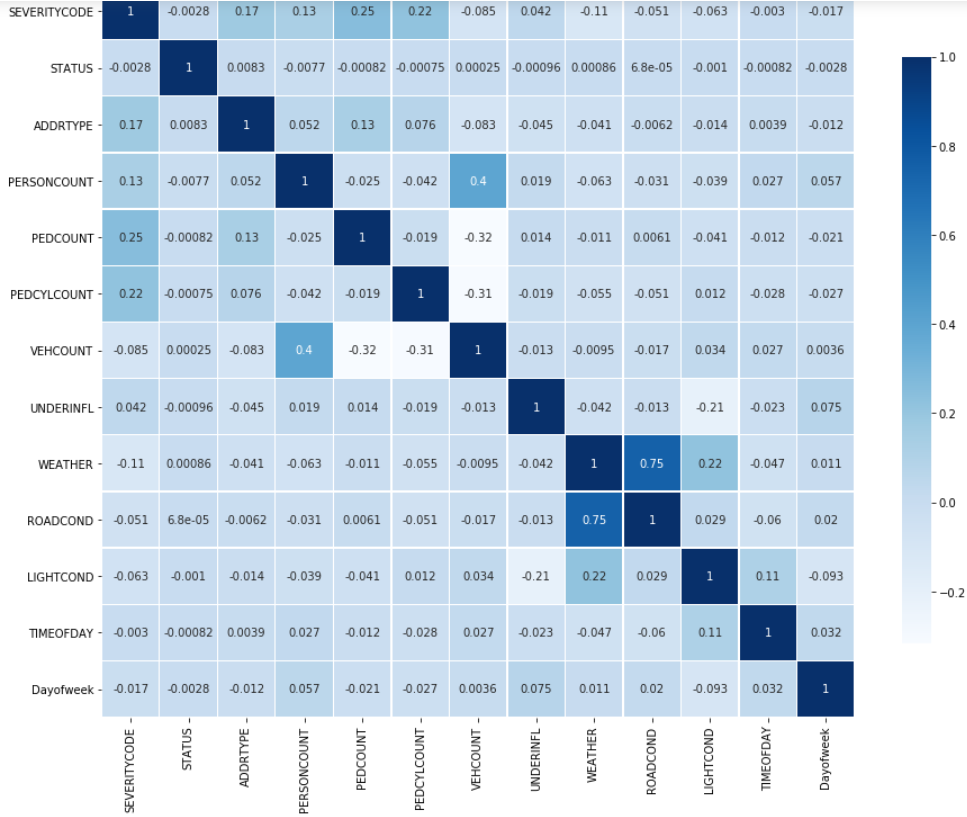 SEVERITYCODE 1 -0.0028 0.17 0.13 0.25 0.22 -0.085 0.042 -0.11 -0.051 -0.063 -0.003 -0.017
STATUS -0.0028 1 0.0083 -0.0077 -0.00082 -0.00075 0.00025 -0.00096 0.00086 6.8e-05 -0.001 -0.00082 -0.0028
ADDRTYPE 0.17 0.0083 1 0.052 0.13 0.076 -0.083 -0.045 -0.041 -0.0062 -0.014 0.0039 -0.012
PERSONCOUNT 0.13 -0.0077 0.052 1 -0.025 -0.042 0.4 0.019 -0.063 -0.031 -0.039 0.027 0.057
PEDCOUNT 0.25 -0.00082 0.13 -0.025 1 -0.019 -0.32 0.014 -0.011 0.0061 -0.041 -0.012 -0.021
PEDCYLCOUNT 0.22 -0.00075 0.076 -0.042 -0.019 1 -0.31 -0.019 -0.055 -0.051 0.012 -0.028 -0.027
VEHCOUNT -0.085 0.00025 -0.083 0.4 -0.32 -0.31 1 -0.013 -0.0095 -0.017 0.034 0.027 0.0036
UNDERINFL 0.042 -0.00096 -0.045 0.019 0.014 -0.019 -0.013 1 -0.042 -0.013 -0.21 -0.023 0.075
WEATHER -0.11 0.00086 -0.041 -0.063 -0.011 -0.055 -0.0095 -0.042 1 0.75 0.22 -0.047 0.011
ROADCOND -0.051 6.8e-05 -0.0062 -0.031 0.0061 -0.051 -0.017 -0.013 0.75 1 0.029 -0.06 0.02
LIGHTCOND -0.063 -0.001 -0.014 -0.039 -0.041 0.012 0.034 -0.21 0.22 0.029 1 0.11 -0.093
TIMEOFDAY -0.003 -0.00082 0.0039 0.027 -0.012 -0.028 0.027 -0.023 -0.047 -0.06 0.11 1 0.032
Dayofweek -0.017 -0.0028 -0.012 0.057 -0.021 -0.027 0.0036 0.075 0.011 0.02 -0.093 0.032 1
SEVERITYCODE
STATUS
ADDRTYPE
PERSONCOUNT
PEDCOUNT
PEDCYLCOUNT
VEHCOUNT
UNDERINFL
WEATHER
ROADCOND
LIGHTCOND
TIMEOFDAY
Dayofweek
1.0
0.8
0.6
0.4
0.2
0.0
−0.2